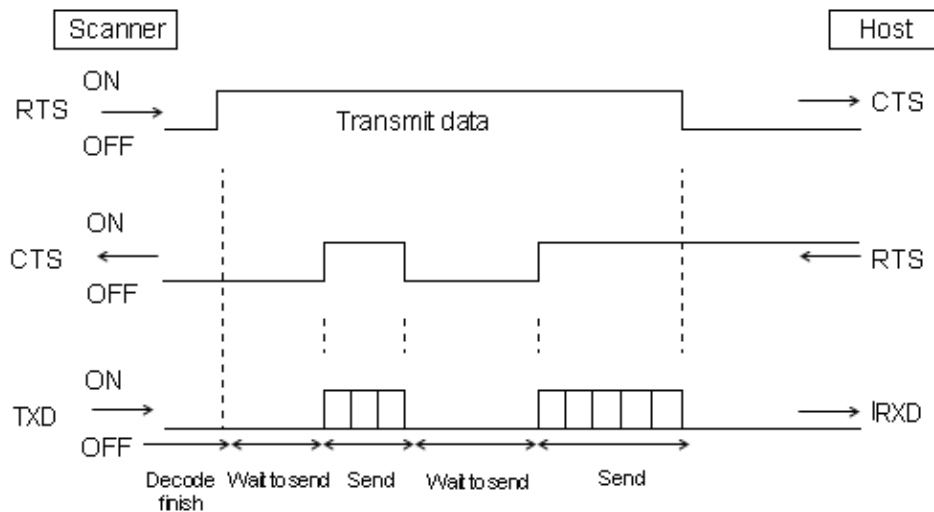 Scanner
Host
ON
RTS
OFF
Transmit data
CTS
ON
CTS
OFF
RTS
ON
TXD
OFF
IRXD
Decode
finish
Wait to send
Send
Wait to send
Send